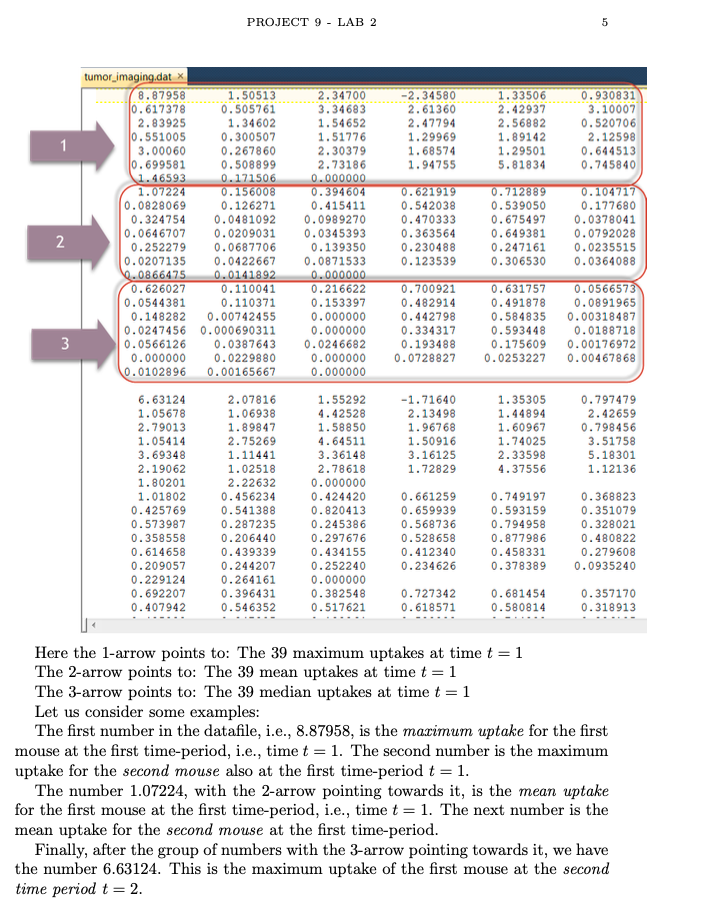 PROJECT 9 - LAB 2 5
tumor_imaging.dat ×
8.87958 1.50513 2.34700 -2.34580 1.33506 0.930831
0.617378 0.505761 3.34683 2.61360 2.42937 3.10007
2.83925 1.34602 1.54652 2.47794 2.56882 0.520706
0.551005 0.300507 1.51776 1.29969 1.89142 2.12598
3.00060 0.267860 2.30379 1.68574 1.29501 0.644513
0.699581 0.508899 2.73186 1.94755 5.81834 0.745840
1.46593 0.171506 0.000000
1
1.07224 0.156008 0.394604 0.621919 0.712889 0.104717
0.0828069 0.126271 0.415411 0.542038 0.539050 0.177680
0.324754 0.0481092 0.0989270 0.470333 0.675497 0.0378041
0.0646707 0.0209031 0.0345393 0.363564 0.649381 0.0792028
0.252279 0.0687706 0.139350 0.230488 0.247161 0.0235515
0.0207135 0.0422667 0.0871533 0.123539 0.306530 0.0364088
0.0866475 0.0141892 0.000000
2
0.626027 0.110041 0.216622 0.700921 0.631757 0.0566573
0.0544381 0.110371 0.153397 0.482914 0.491878 0.0891965
0.148282 0.00742455 0.000000 0.442798 0.584835 0.00318487
0.0247456 0.000690311 0.000000 0.334317 0.593448 0.0188718
0.0566126 0.0387643 0.0246682 0.193488 0.175609 0.00176972
0.000000 0.0229880 0.000000 0.0728827 0.0253227 0.00467868
0.0102896 0.00165667 0.000000
3
6.63124 2.07816 1.55292 -1.71640 1.35305 0.797479
1.05678 1.06938 4.42528 2.13498 1.44894 2.42659
2.79013 1.89847 1.58850 1.96768 1.60967 0.798456
1.05414 2.75269 4.64511 1.50916 1.74025 3.51758
3.69348 1.11441 3.36148 3.16125 2.33598 5.18301
2.19062 1.02518 2.78618 1.72829 4.37556 1.12136
1.80201 2.22632 0.000000
1.01802 0.456234 0.424420 0.661259 0.749197 0.368823
0.425769 0.541388 0.820413 0.659939 0.593159 0.351079
0.573987 0.287235 0.245386 0.568736 0.794958 0.328021
0.358558 0.206440 0.297676 0.528658 0.877986 0.480822
0.614658 0.439339 0.434155 0.412340 0.458331 0.279608
0.209057 0.244207 0.252240 0.234626 0.378389 0.0935240
0.229124 0.264161 0.000000
0.692207 0.396431 0.382548 0.727342 0.681454 0.357170
0.407942 0.546352 0.517621 0.618571 0.580814 0.318913
Here the 1-arrow points to: The 39 maximum uptakes at time t = 1
The 2-arrow points to: The 39 mean uptakes at time t = 1
The 3-arrow points to: The 39 median uptakes at time t = 1
Let us consider some examples:
The first number in the datafile, i.e., 8.87958, is the maximum uptake for the first
mouse at the first time-period, i.e., time t = 1. The second number is the maximum
uptake for the second mouse also at the first time-period t = 1.
The number 1.07224, with the 2-arrow pointing towards it, is the mean uptake
for the first mouse at the first time-period, i.e., time t = 1. The next number is the
mean uptake for the second mouse at the first time-period.
Finally, after the group of numbers with the 3-arrow pointing towards it, we have
the number 6.63124. This is the maximum uptake of the first mouse at the second
time period t = 2.